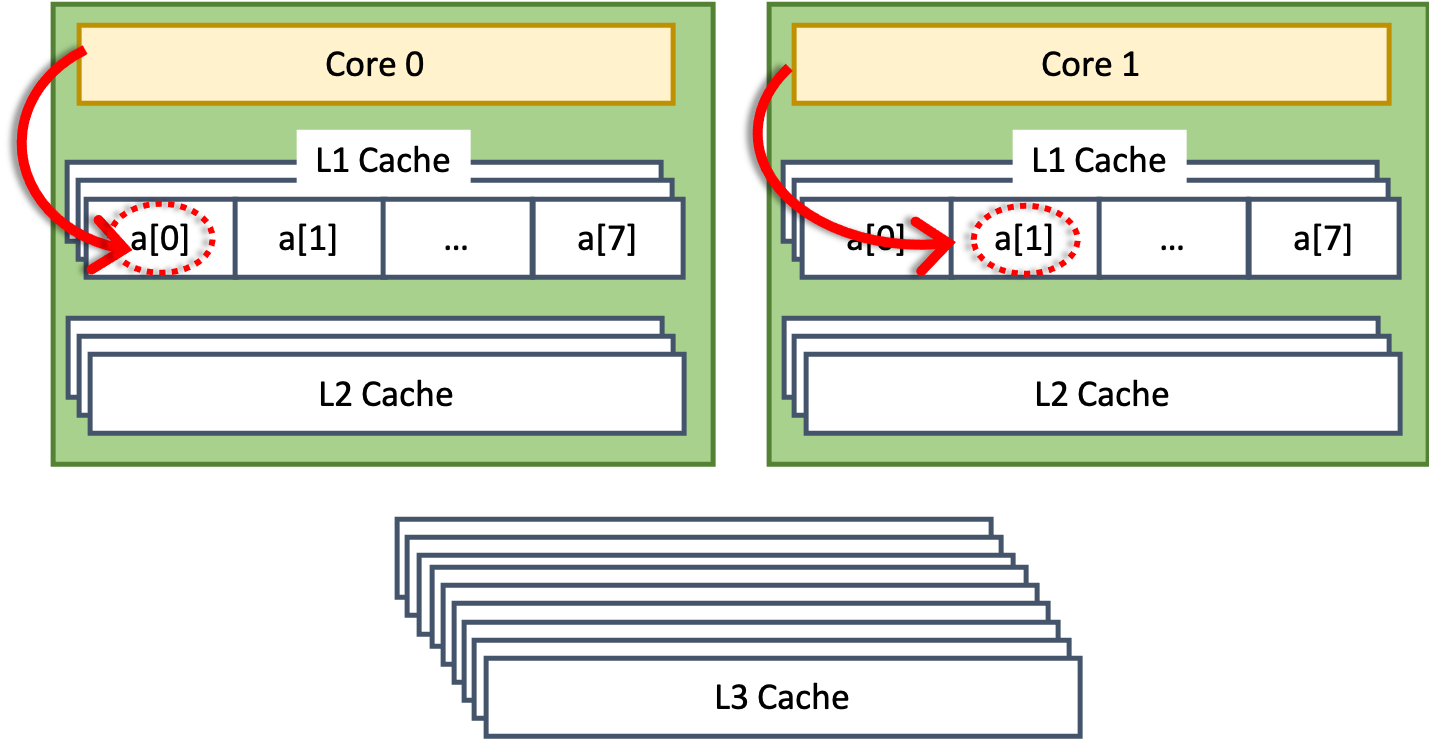 Core 0
Core 1
L1 Cache
L1 Cache
a[0] a[1] ... a[7]
a[0] a[1] ... a[7]
L2 Cache
L2 Cache
L3 Cache